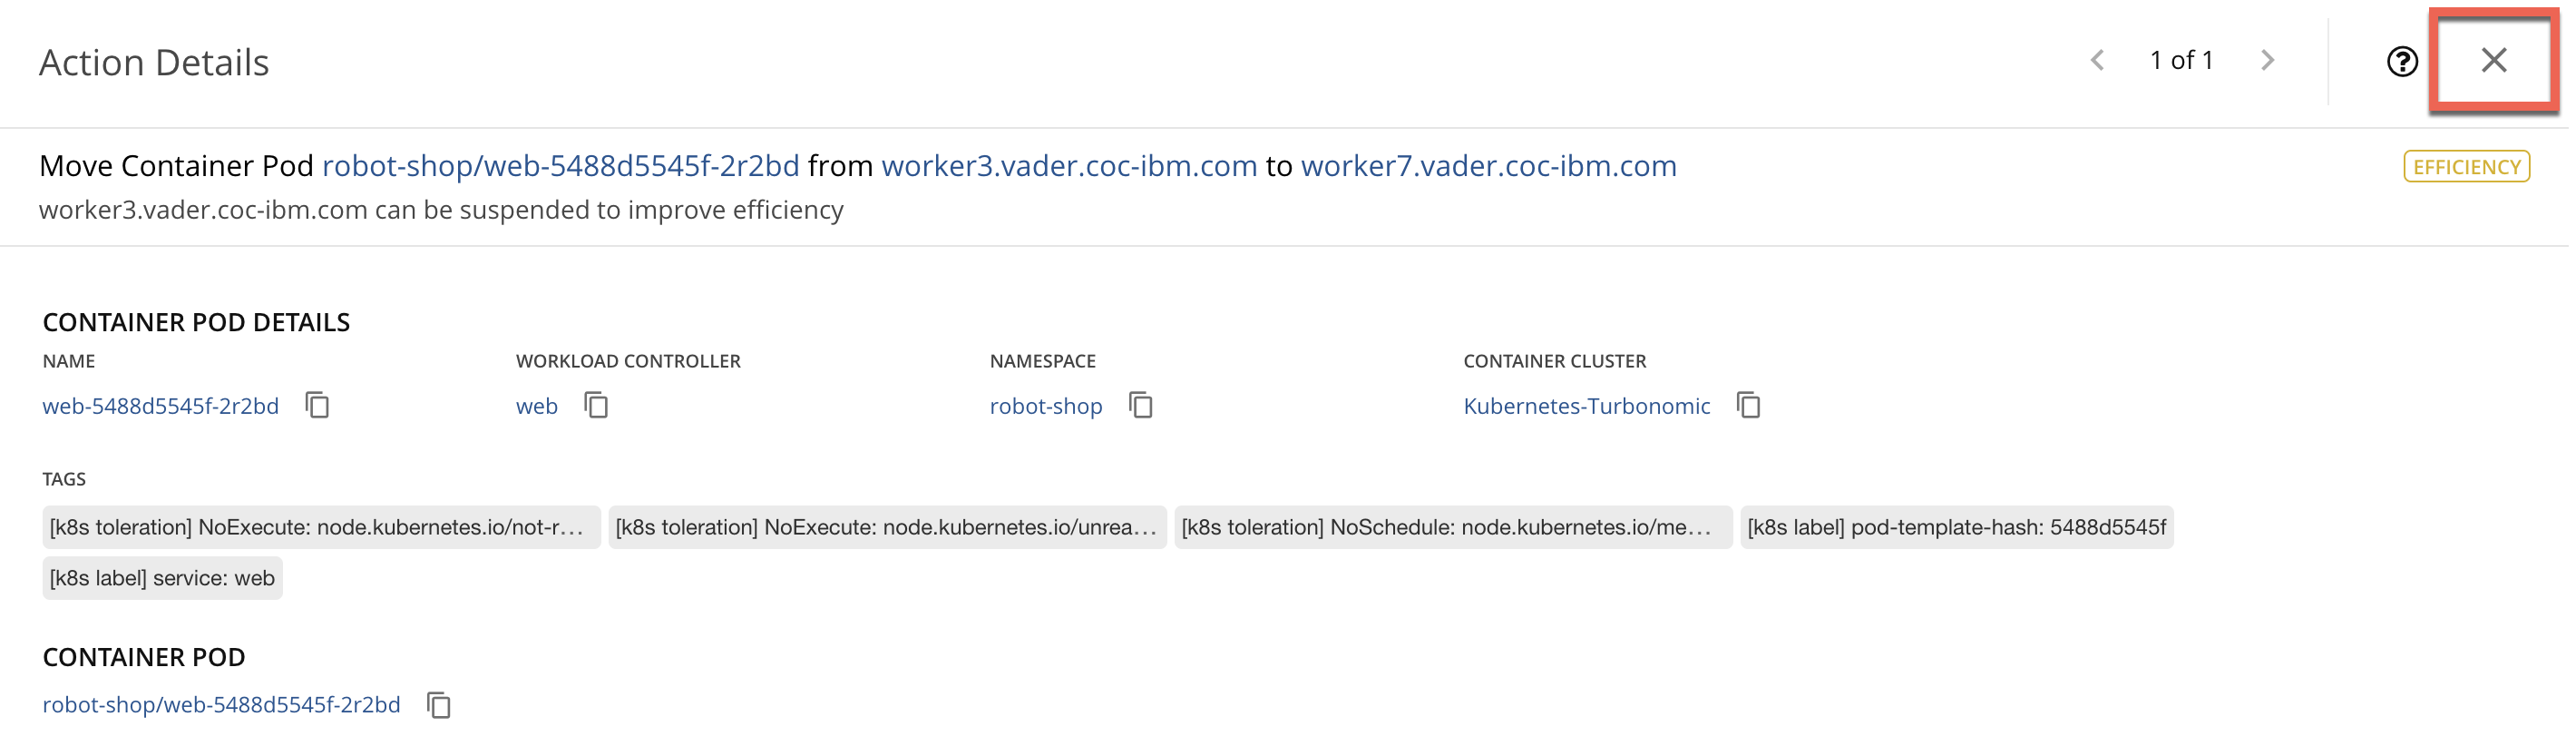 Action Details
1 of 1
Move Container Pod robot-shop/web-5488d5545f-2r2bd from worker3.vader.coc-ibm.com to worker7.vader.coc-ibm.com
EFFICIENCY
worker3.vader.coc-ibm.com can be suspended to improve efficiency
CONTAINER POD DETAILS
NAME WORKLOAD CONTROLLER NAMESPACE CONTAINER CLUSTER
web-5488d5545f-2r2bd web robot-shop Kubernetes-Turbonomic
TAGS
[k8s toleration] NoExecute: node.kubernetes.io/not-r... [k8s toleration] NoExecute: node.kubernetes.io/unrea... [k8s toleration] NoSchedule: node.kubernetes.io/me... [k8s label] pod-template-hash: 5488d5545f
[k8s label] service: web
CONTAINER POD
robot-shop/web-5488d5545f-2r2bd